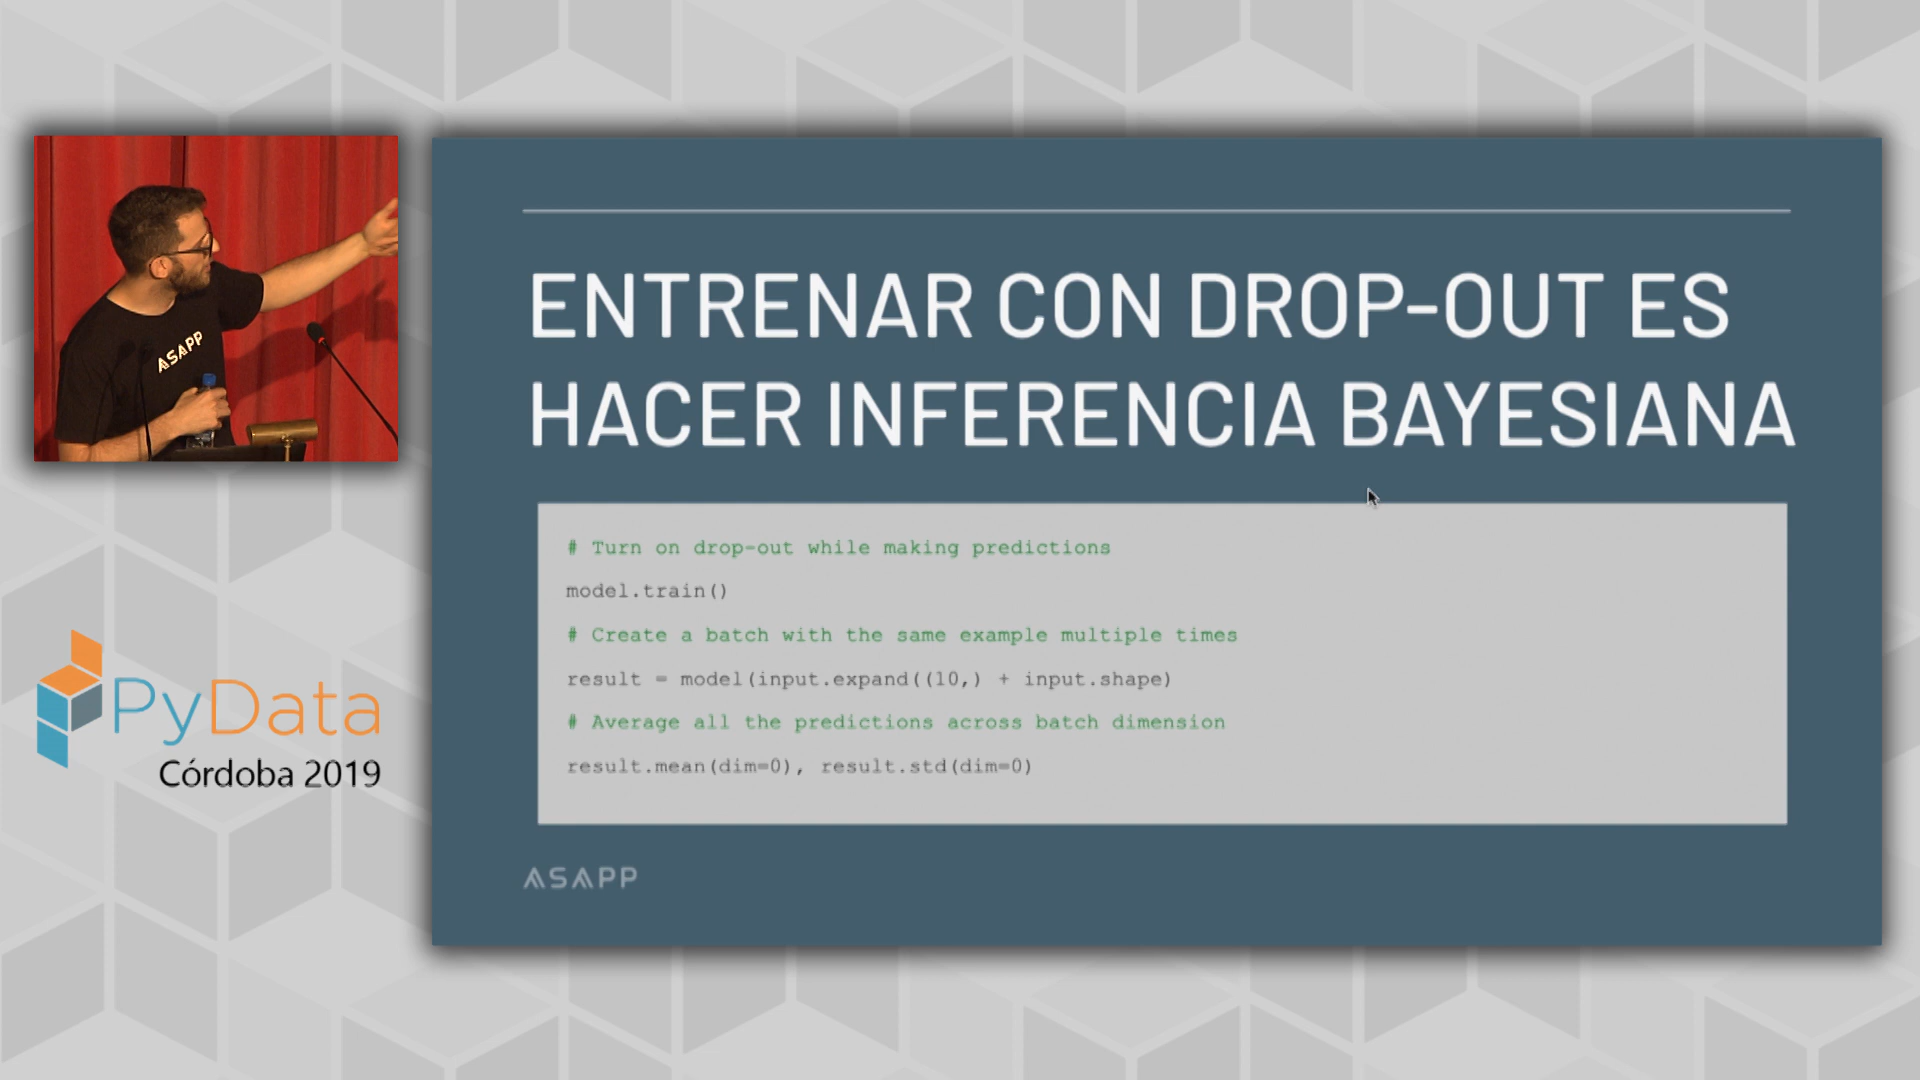 ASAPP
ENTRENAR CON DROP-OUT ES
HACER INFERENCIA BAYESIANA
# Turn on drop-out while making predictions
model.train()
# Create a batch with the same example multiple times
result = model(input.expand((10,) + input.shape)
# Average all the predictions across batch dimension
result.mean(dim=0), result.std(dim=0)
ASAPP
PyData
Córdoba 2019